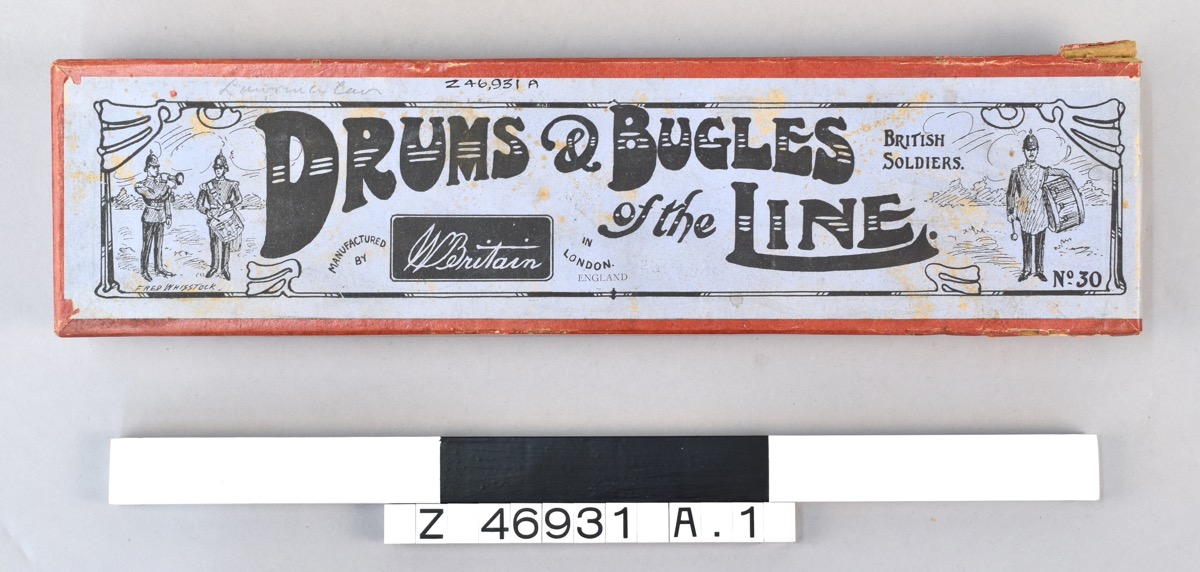 Z 46,931 A
DRUMS & BUGLES
of the LINE.
BRITISH
SOLDIERS.
MANUFACTURED
BY
W Britain
IN
LONDON.
ENGLAND
FRED WHISSTOCK.
No. 30
Z 46931 A.1